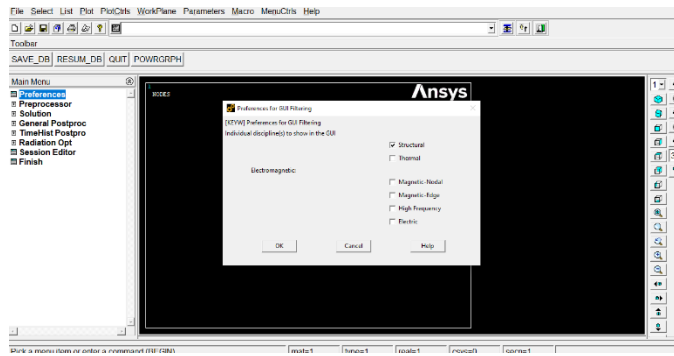 File Select List Plot PlotCtrls WorkPlane Parameters Macro MenuCtrls Help
Toolbar
SAVE_DB RESUM_DB QUIT POWRGRPH
Main Menu
Preferences
Preprocessor
Solution
General Postproc
TimeHist Postpro
Radiation Opt
Session Editor
Finish
1
NODES
Ansys
Preferences for GUI Filtering
[KEYW] Preferences for GUI Filtering
Individual discipline(s) to show in the GUI
Structural
Thermal
Electromagnetic:
Magnetic-Nodal
Magnetic-Edge
High Frequency
Electric
OK Cancel Help
1
Pick a menu item or enter a command (BEGIN) mat=1 type=1 real=1 csys=0 secn=1